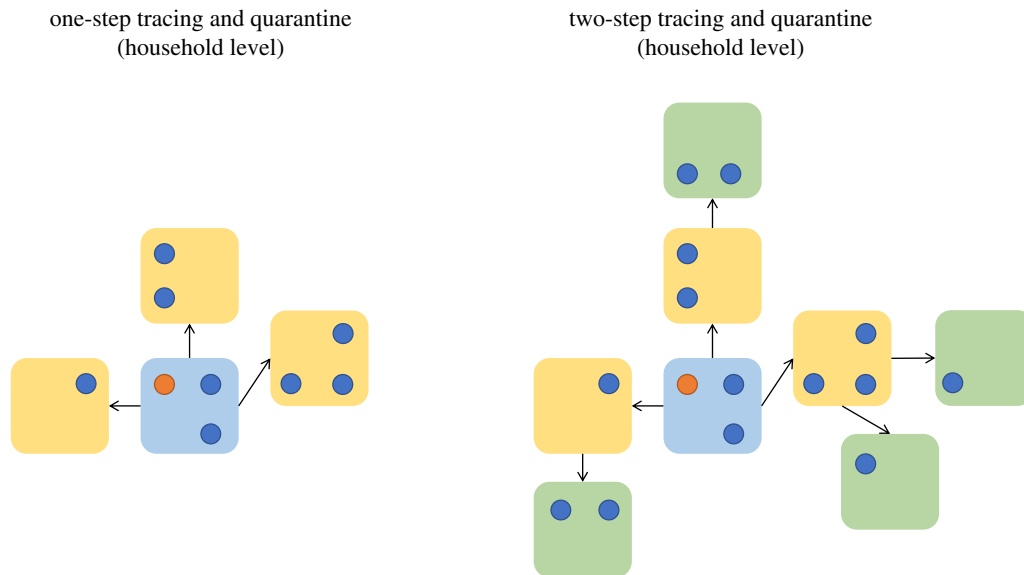 one-step tracing and quarantine
(household level)
two-step tracing and quarantine
(household level)